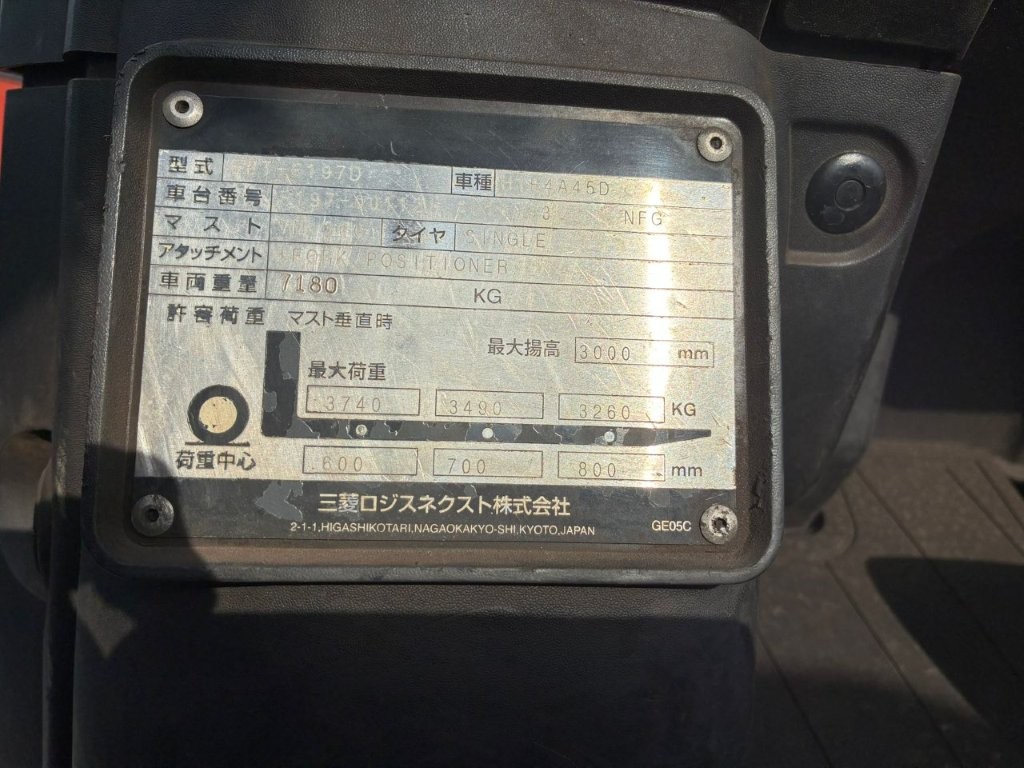 型式 車種
車台番号 3 NFG
マスト タイヤ SINGLE
アタッチメント FORK POSITIONER
車両重量 7180 KG
許容荷重 マスト垂直時
最大揚高 3000 mm
最大荷重
3740 3490 3260 KG
荷重中心 600 700 800 mm
三菱ロジスネクスト株式会社
2-1-1,HIGASHIKOTARI,NAGAOKAKYO-SHI,KYOTO,JAPAN GE05C